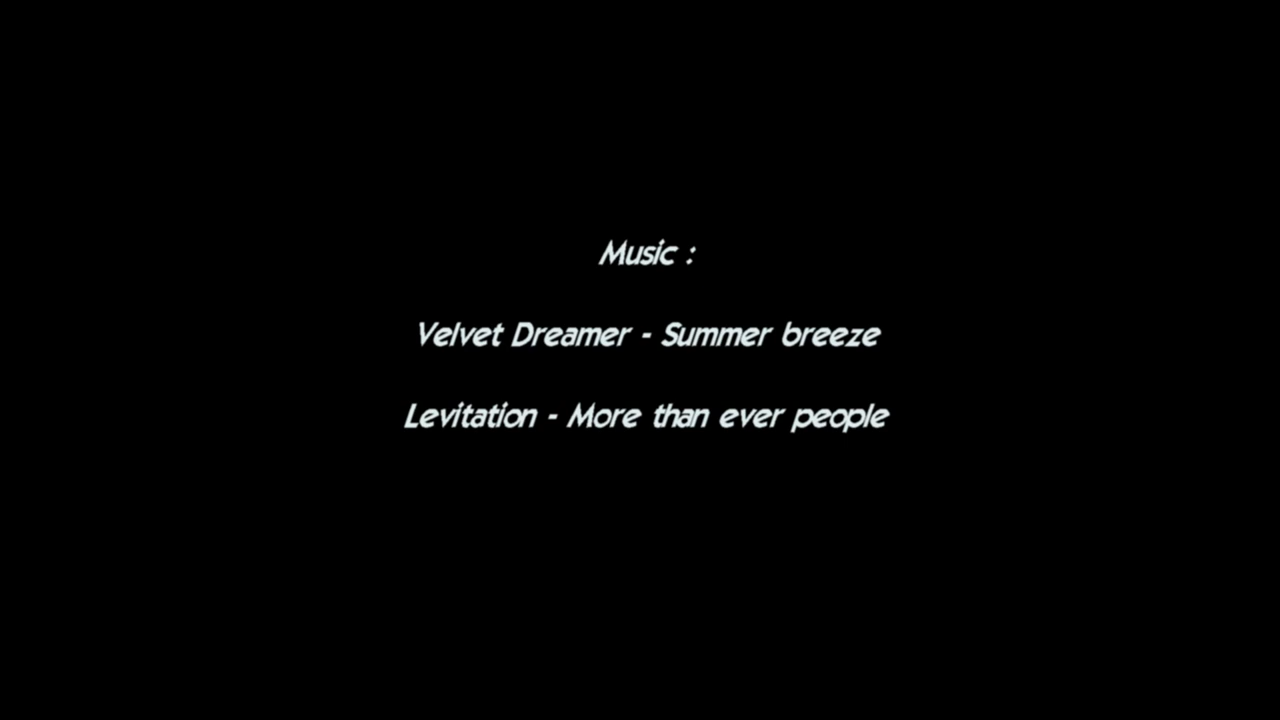 Music :
Velvet Dreamer - Summer breeze
Levitation - More than ever people